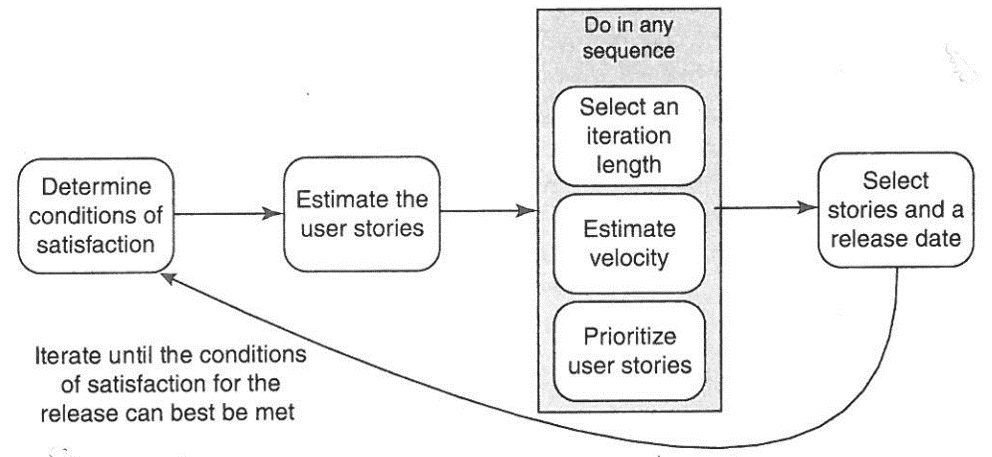 Determine
conditions of
satisfaction
Estimate the
user stories
Do in any
sequence
Select an
iteration
length
Estimate
velocity
Prioritize
user stories
Select
stories and a
release date
Iterate until the conditions
of satisfaction for the
release can best be met